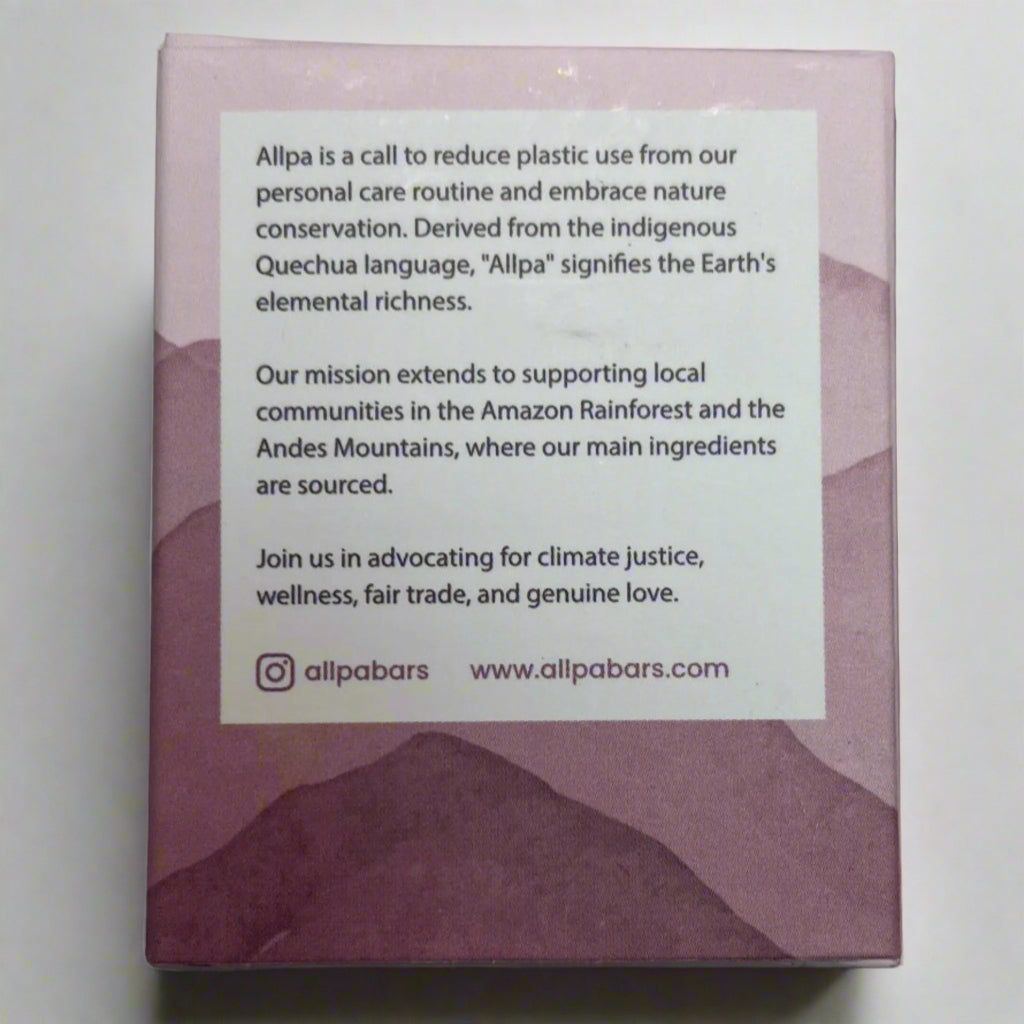 Allpa is a call to reduce plastic use from our
personal care routine and embrace nature
conservation. Derived from the indigenous
Quechua language, "Allpa" signifies the Earth's
elemental richness.
Our mission extends to supporting local
communities in the Amazon Rainforest and the
Andes Mountains, where our main ingredients
are sourced.
Join us in advocating for climate justice,
wellness, fair trade, and genuine love.
allpabars www.allpabars.com